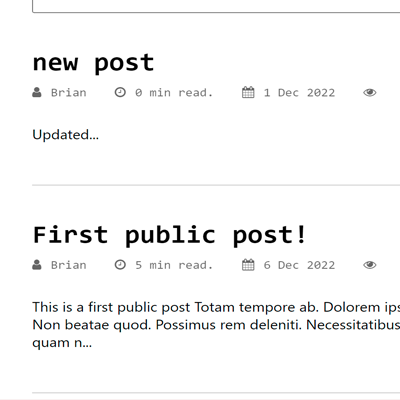 new post
Brian 0 min read. 1 Dec 2022
Updated...
First public post!
Brian 5 min read. 6 Dec 2022
This is a first public post Totam tempore ab. Dolorem ips
Non beatae quod. Possimus rem deleniti. Necessitatibus
quam n...